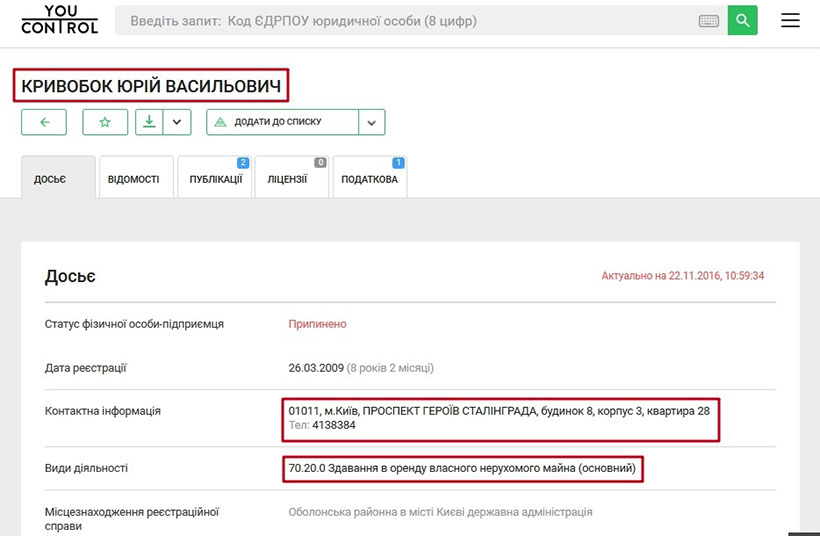 YOU
CONTROL
Введіть запит: Код ЄДРПОУ юридичної особи (8 цифр)
КРИВОБОК ЮРІЙ ВАСИЛЬОВИЧ
ДОДАТИ ДО СПИСКУ
ДОСЬЄ
ВІДОМОСТІ
ПУБЛІКАЦІЇ 2
ЛІЦЕНЗІЇ 0
ПОДАТКОВА 1
Досьє
Актуально на 22.11.2016, 10:59:34
Статус фізичної особи-підприємця
Припинено
Дата реєстрації
26.03.2009 (8 років 2 місяці)
Контактна інформація
01011, м.Київ, ПРОСПЕКТ ГЕРОЇВ СТАЛІНГРАДА, будинок 8, корпус 3, квартира 28
Тел: 4138384
Види діяльності
70.20.0 Здавання в оренду власного нерухомого майна (основний)
Місцезнаходження реєстраційної
справи
Оболонська районна в місті Києві державна адміністрація